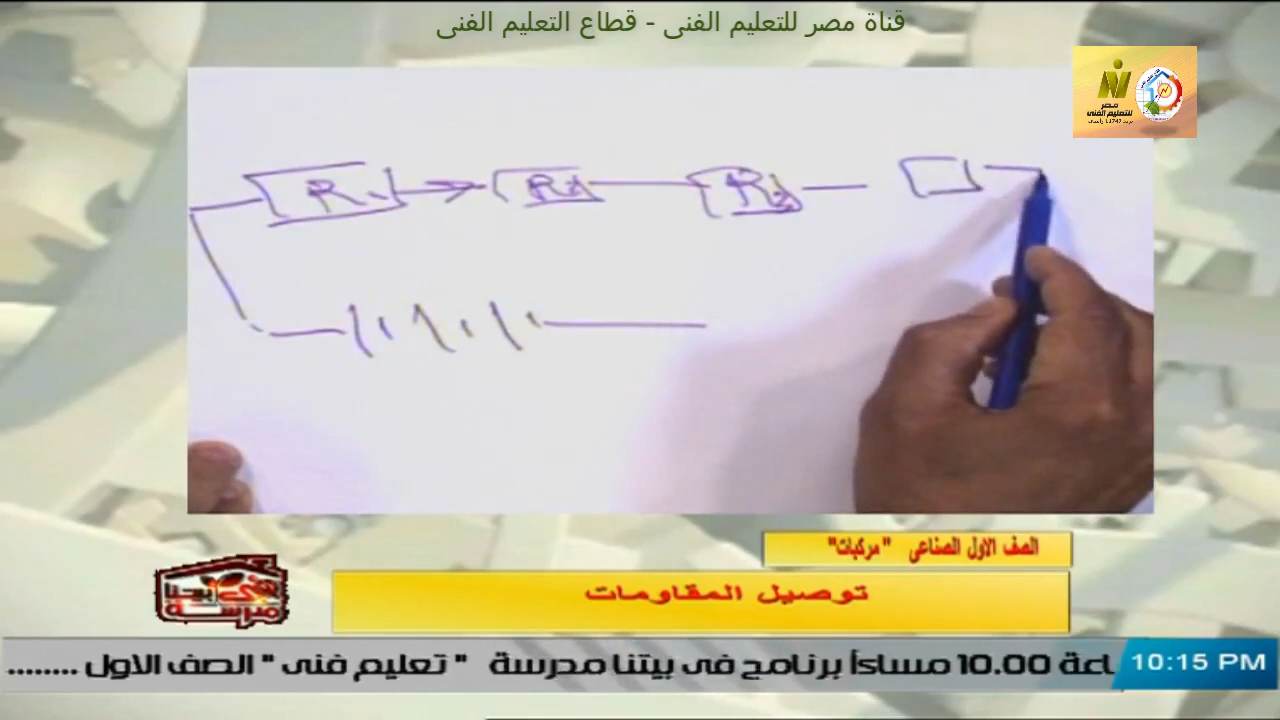 قناة مصر للتعليم الفنى - قطاع التعليم الفنى
مصر
للتعليم الفنى
R1
R2
R3
الصف الاول الصناعى "مركبات"
توصيل المقاومات
فى بيتنا
مدرسة
اعة 10.00 مساءاً برنامج فى بيتنا مدرسة " تعليم فنى " الصف الاول ........
10:15 PM